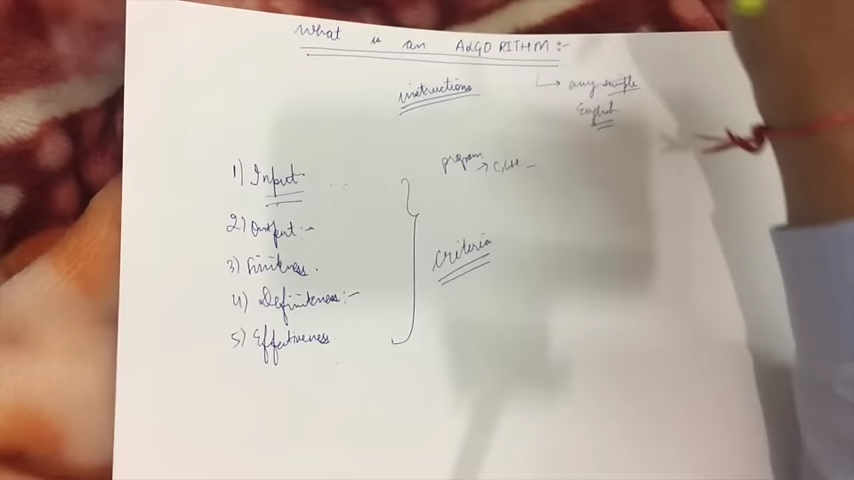 What is an ALGORITHM:-
instructions
any simple
English
program
→ C, C++ –
1) Input.
2) Output:-
3) Finiteness.
4) Definiteness:-
5) Effectiveness
Criteria